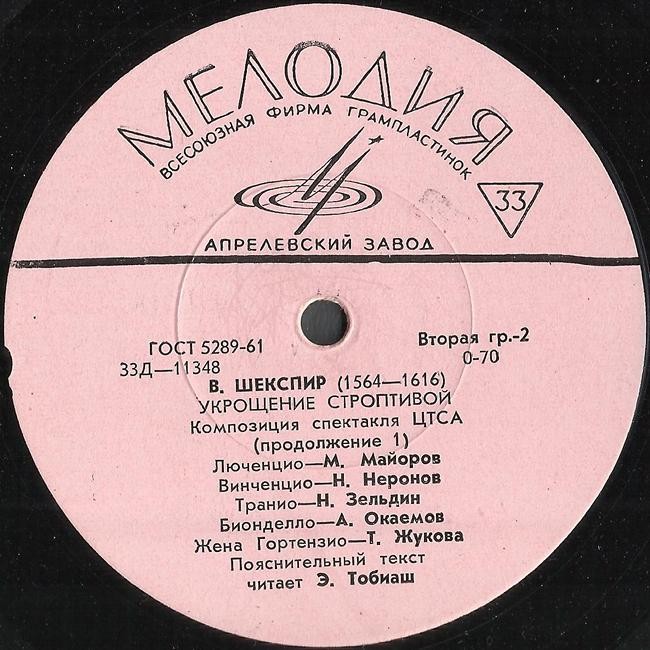 МЕЛОДИЯ
ВСЕСОЮЗНАЯ ФИРМА ГРАМПЛАСТИНОК
33
АПРЕЛЕВСКИЙ ЗАВОД
ГОСТ 5289-61
Вторая гр.-2
33Д—11348
0-70
В. ШЕКСПИР (1564—1616)
УКРОЩЕНИЕ СТРОПТИВОЙ
Композиция спектакля ЦТСА
(продолжение 1)
Люченцио—М. Майоров
Винченцио—Н. Неронов
Транио—Н. Зельдин
Бионделло—А. Окаемов
Жена Гортензио—Т. Жукова
Пояснительный текст
читает Э. Тобиаш